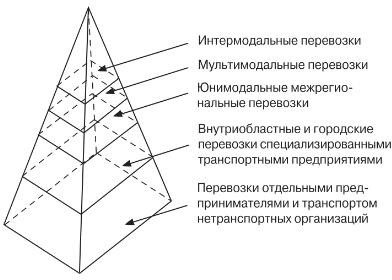 Интермодальные перевозки
Мультимодальные перевозки
Юнимодальные межрегио-
нальные перевозки
Внутриобластные и городские
перевозки специализированными
транспортными предприятиями
Перевозки отдельными пред-
принимателями и транспортом
нетранспортных организаций